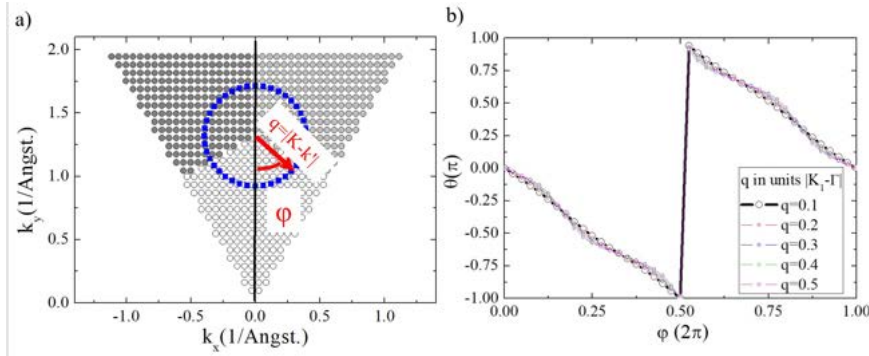 a)
2.0
1.5
1.0
0.5
0.0
k_y(1/Angst.)
-1.0
-0.5
0.0
0.5
1.0
k_x(1/Angst.)
q=|K-k'|
φ
b)
1.00
0.75
0.50
0.25
0.00
-0.25
-0.50
-0.75
-1.00
θ(π)
0.00
0.25
0.50
0.75
1.00
φ (2π)
q in units |K₁-Γ|
q=0.1
q=0.2
q=0.3
q=0.4
q=0.5